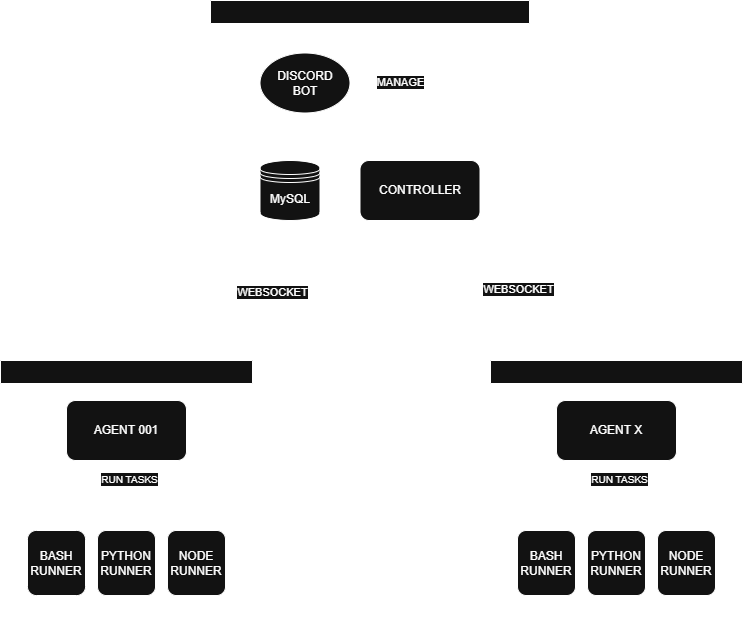 DISCORD
BOT
MANAGE
MySQL
CONTROLLER
WEBSOCKET
WEBSOCKET
AGENT 001
AGENT X
RUN TASKS
RUN TASKS
BASH
RUNNER
PYTHON
RUNNER
NODE
RUNNER
BASH
RUNNER
PYTHON
RUNNER
NODE
RUNNER